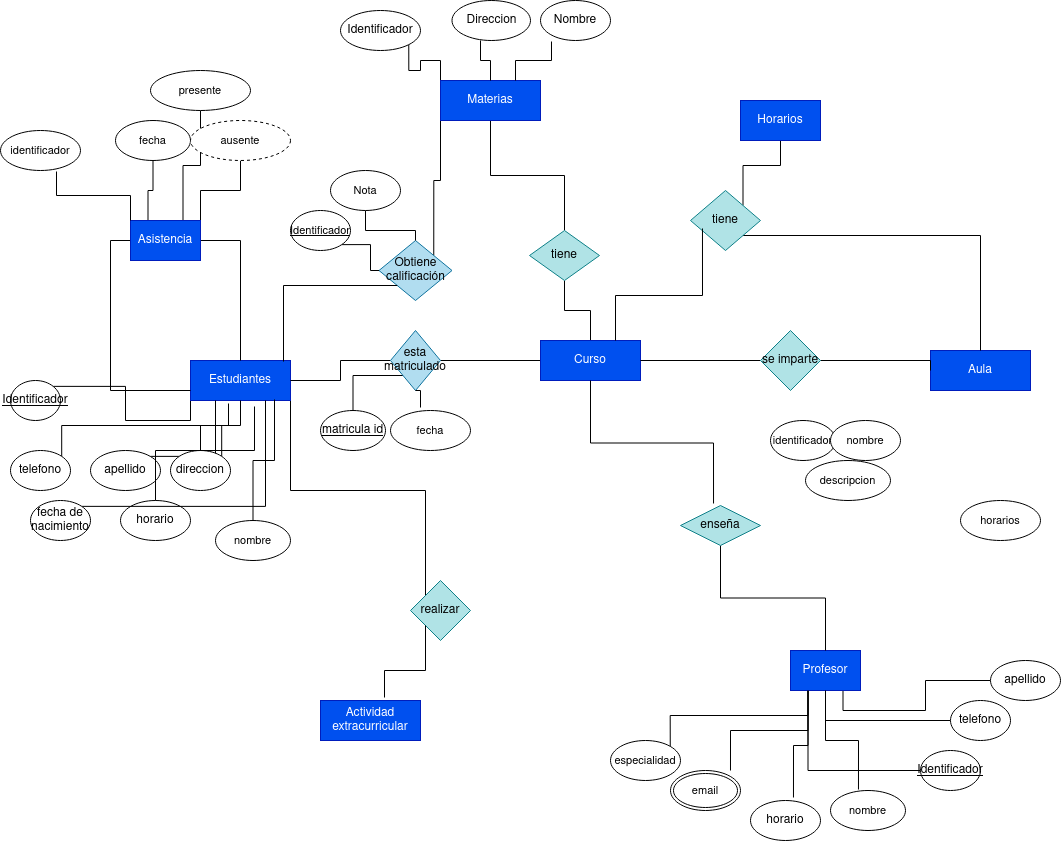 Identificador
Direccion
Nombre
Materias
presente
fecha
ausente
identificador
Horarios
Asistencia
Nota
Identificador
tiene
tiene
Obtiene
calificación
Estudiantes
esta
matriculado
Curso
se imparte
Aula
Identificador
matricula id
fecha
identificador
nombre
descripcion
telefono
apellido
direccion
fecha de
nacimiento
horario
nombre
horarios
enseña
realizar
Profesor
Actividad
extracurricular
apellido
telefono
especialidad
email
Identificador
horario
nombre